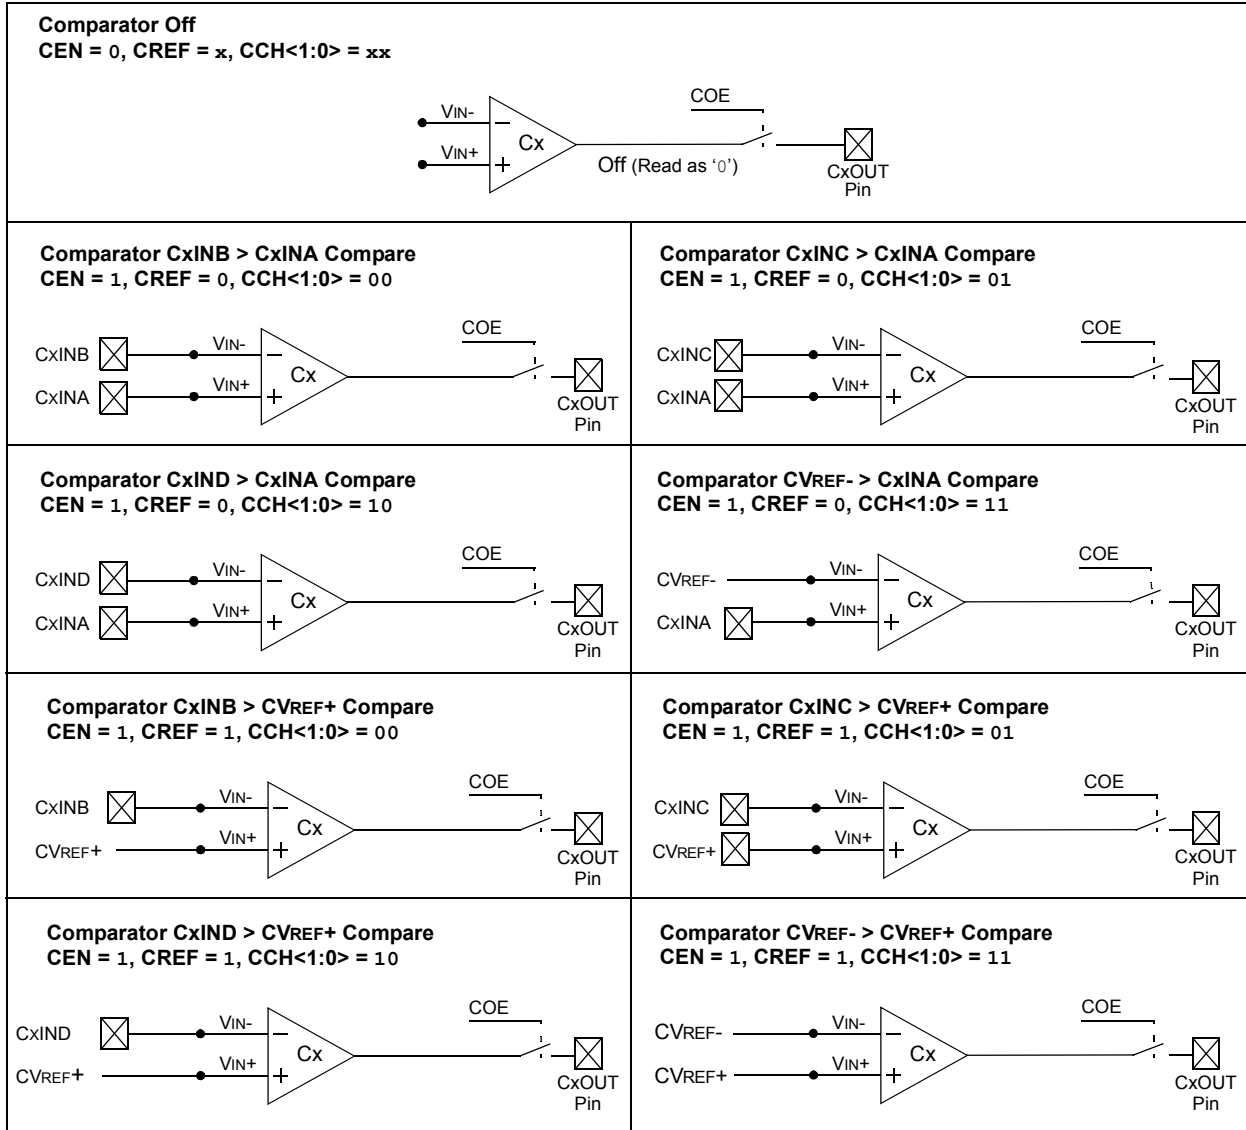 Comparator Off
CEN = 0, CREF = x, CCH<1:0> = xx
COE
VIN-
Cx
VIN+
Off (Read as ‘0’)
CxOUT
Pin
Comparator CxINB > CxINA Compare
CEN = 1, CREF = 0, CCH<1:0> = 00
COE
CxINB
VIN-
Cx
CxINA
VIN+
CxOUT
Pin
Comparator CxINC > CxINA Compare
CEN = 1, CREF = 0, CCH<1:0> = 01
COE
CxINC
VIN-
Cx
CxINA
VIN+
CxOUT
Pin
Comparator CxIND > CxINA Compare
CEN = 1, CREF = 0, CCH<1:0> = 10
COE
CxIND
VIN-
Cx
CxINA
VIN+
CxOUT
Pin
Comparator CVREF- > CxINA Compare
CEN = 1, CREF = 0, CCH<1:0> = 11
COE
CVREF-
VIN-
Cx
CxINA
VIN+
CxOUT
Pin
Comparator CxINB > CVREF+ Compare
CEN = 1, CREF = 1, CCH<1:0> = 00
COE
CxINB
VIN-
Cx
CVREF+
VIN+
CxOUT
Pin
Comparator CxINC > CVREF+ Compare
CEN = 1, CREF = 1, CCH<1:0> = 01
COE
CxINC
VIN-
Cx
CVREF+
VIN+
CxOUT
Pin
Comparator CxIND > CVREF+ Compare
CEN = 1, CREF = 1, CCH<1:0> = 10
COE
CxIND
VIN-
Cx
CVREF+
VIN+
CxOUT
Pin
Comparator CVREF- > CVREF+ Compare
CEN = 1, CREF = 1, CCH<1:0> = 11
COE
CVREF-
VIN-
Cx
CVREF+
VIN+
CxOUT
Pin